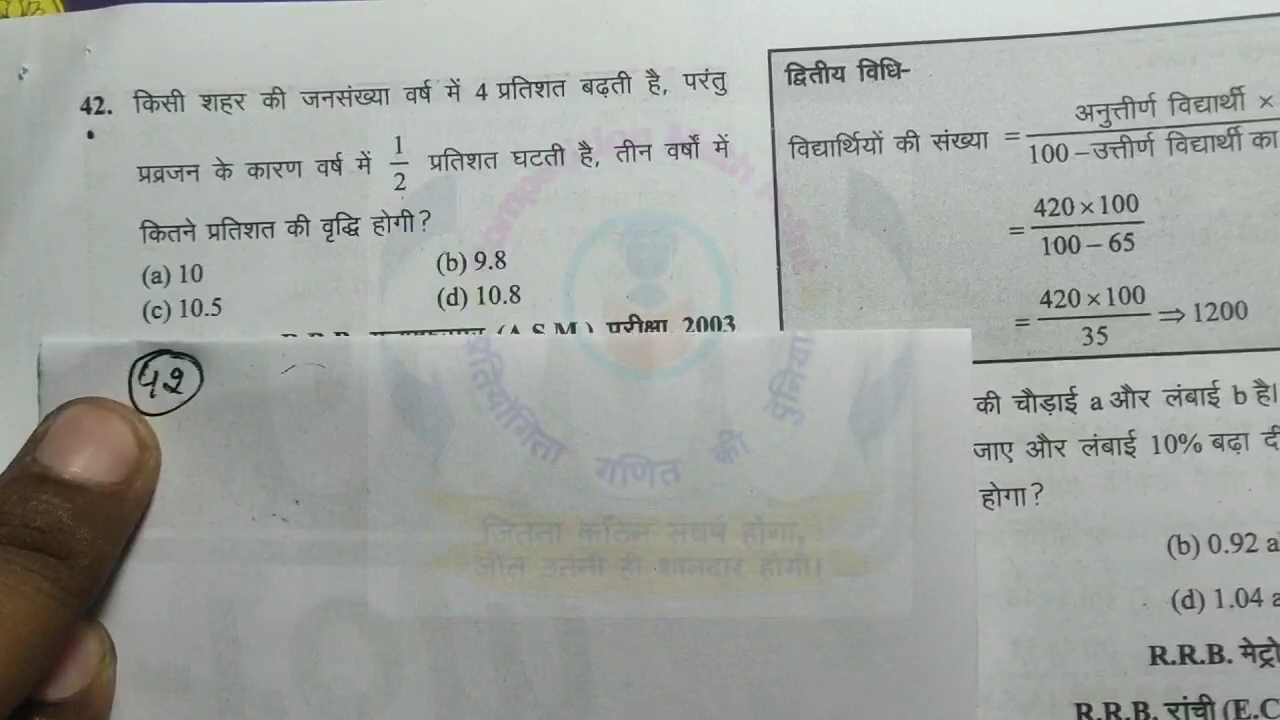 42. किसी शहर की जनसंख्या वर्ष में 4 प्रतिशत बढ़ती है, परंतु
प्रव्रजन के कारण वर्ष में 1/2 प्रतिशत घटती है, तीन वर्षों में
कितने प्रतिशत की वृद्धि होगी?
(a) 10 (b) 9.8
(c) 10.5 (d) 10.8
(A.S.M.) परीक्षा 2003
42
प्रतियोगिता गणित की दुनिया
जितना कठिन संघर्ष होगा,
जीत उतनी ही शानदार होगी।
द्वितीय विधि-
विद्यार्थियों की संख्या = अनुत्तीर्ण विद्यार्थी ×
100 – उत्तीर्ण विद्यार्थी का
= 420 × 100
100 – 65
= 420 × 100 ⇒ 1200
35
की चौड़ाई a और लंबाई b है।
जाए और लंबाई 10% बढ़ा दी
होगा?
(b) 0.92 a
(d) 1.04 a
R.R.B. मेट्रो
R.R.B. रांची (E.C